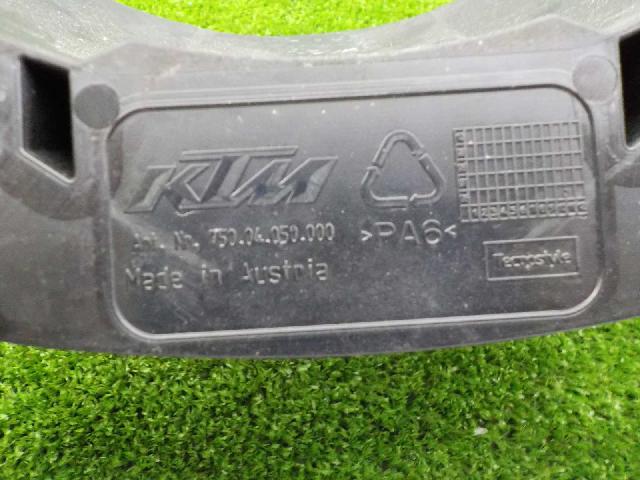 KTM
Art. Nr. 750.04.050.000
>PA6<
Made in Austria
Tecnostyle